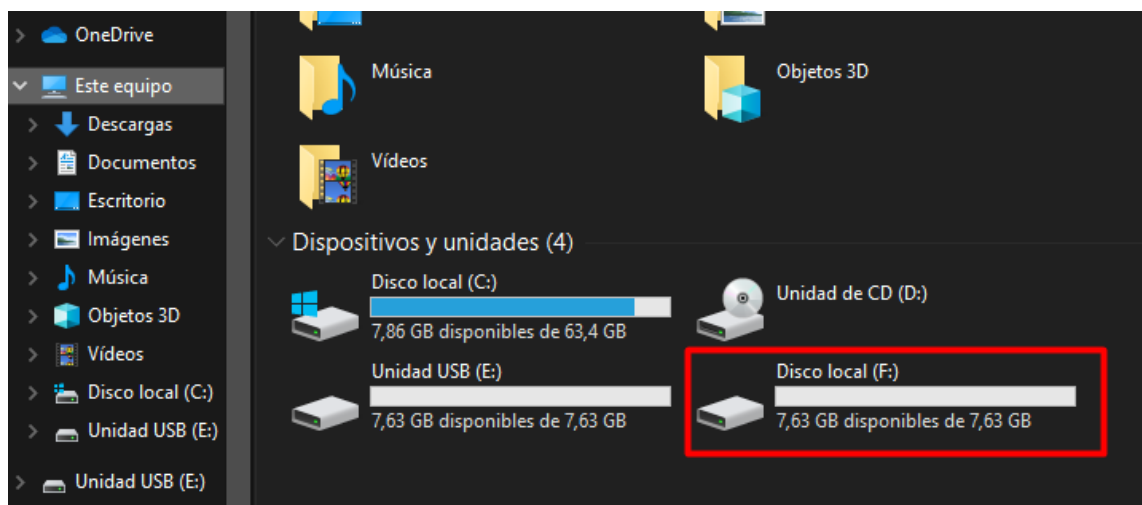 OneDrive
Este equipo
Descargas
Documentos
Escritorio
Imágenes
Música
Objetos 3D
Vídeos
Disco local (C:)
Unidad USB (E:)
Unidad USB (E:)
Música
Objetos 3D
Vídeos
Dispositivos y unidades (4)
Disco local (C:)
7,86 GB disponibles de 63,4 GB
Unidad de CD (D:)
Unidad USB (E:)
7,63 GB disponibles de 7,63 GB
Disco local (F:)
7,63 GB disponibles de 7,63 GB